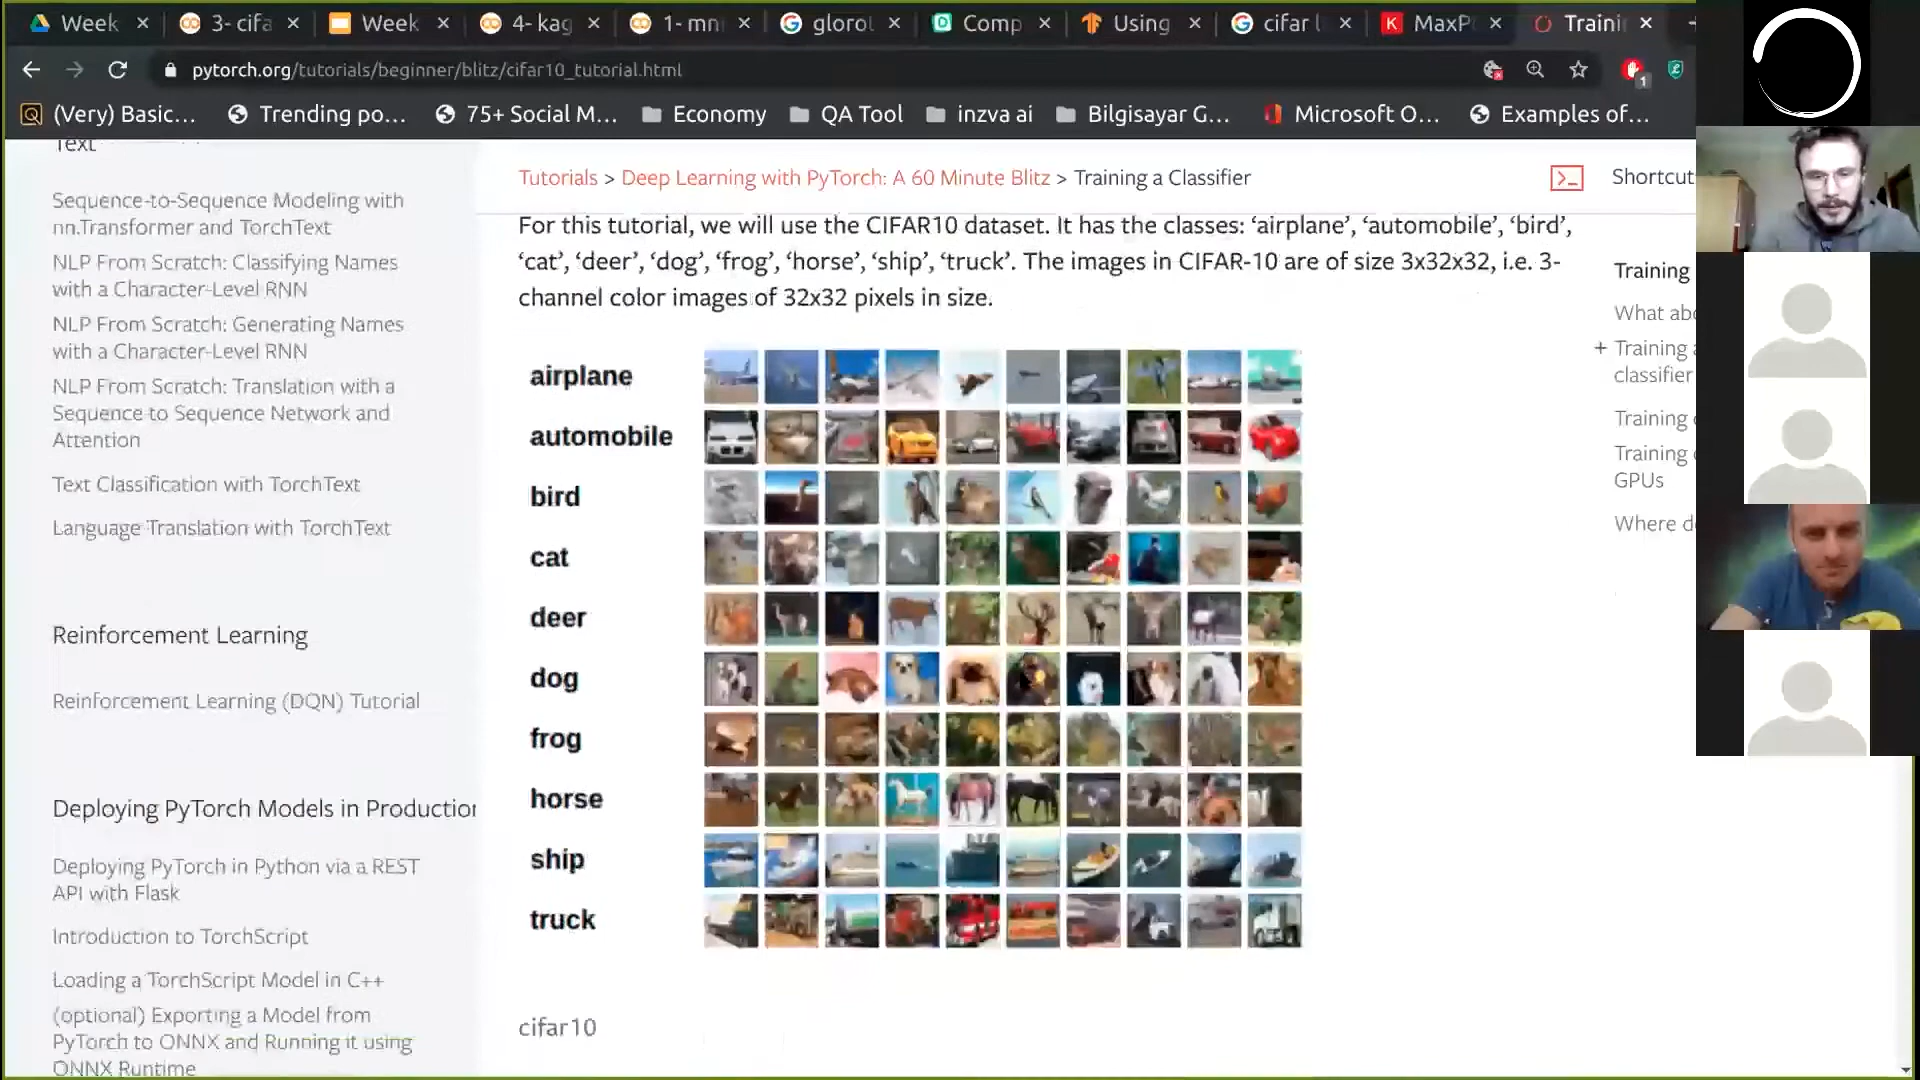 Week
3- cifa
Week
4- kag
1- mn
glorot
Comp
Using
cifar l
MaxP
Traini
pytorch.org/tutorials/beginner/blitz/cifar10_tutorial.html
1
(Very) Basic...
Trending po...
75+ Social M...
Economy
QA Tool
inzva ai
Bilgisayar G...
Microsoft O...
Examples of...
Text
Sequence-to-Sequence Modeling with
nn.Transformer and TorchText
NLP From Scratch: Classifying Names
with a Character-Level RNN
NLP From Scratch: Generating Names
with a Character-Level RNN
NLP From Scratch: Translation with a
Sequence to Sequence Network and
Attention
Text Classification with TorchText
Language Translation with TorchText
Reinforcement Learning
Reinforcement Learning (DQN) Tutorial
Deploying PyTorch Models in Production
Deploying PyTorch in Python via a REST
API with Flask
Introduction to TorchScript
Loading a TorchScript Model in C++
(optional) Exporting a Model from
PyTorch to ONNX and Running it using
ONNX Runtime
Tutorials > Deep Learning with PyTorch: A 60 Minute Blitz > Training a Classifier
Shortcut
For this tutorial, we will use the CIFAR10 dataset. It has the classes: ‘airplane’, ‘automobile’, ‘bird’,
‘cat’, ‘deer’, ‘dog’, ‘frog’, ‘horse’, ‘ship’, ‘truck’. The images in CIFAR-10 are of size 3x32x32, i.e. 3-
channel color images of 32x32 pixels in size.
airplane
automobile
bird
cat
deer
dog
frog
horse
ship
truck
cifar10
Training
What abo
+ Training a
classifier
Training o
Training o
GPUs
Where do